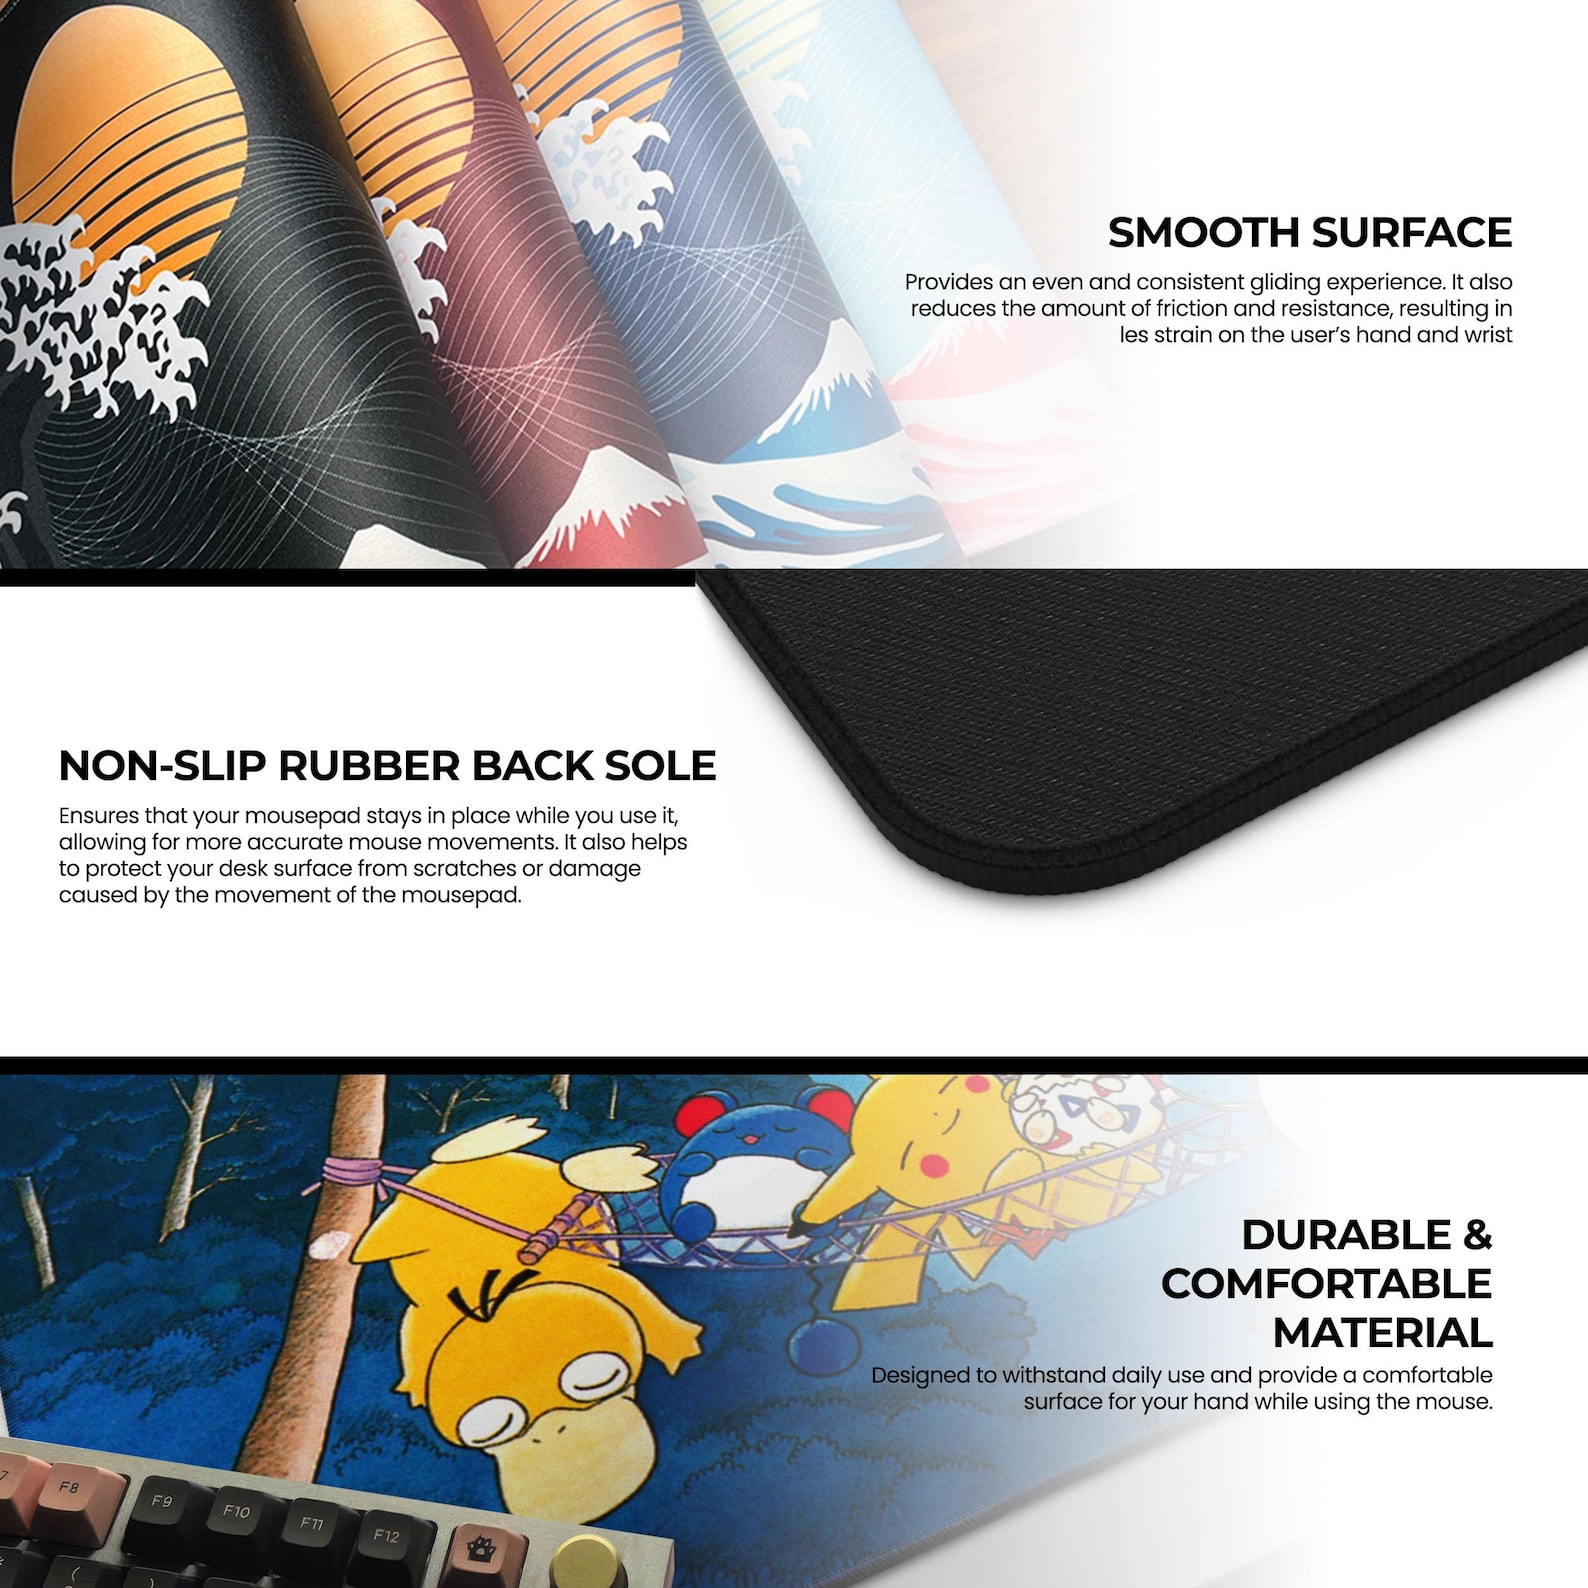 SMOOTH SURFACE
Provides an even and consistent gliding experience. It also
reduces the amount of friction and resistance, resulting in
les strain on the user's hand and wrist
NON-SLIP RUBBER BACK SOLE
Ensures that your mousepad stays in place while you use it,
allowing for more accurate mouse movements. It also helps
to protect your desk surface from scratches or damage
caused by the movement of the mousepad.
DURABLE &
COMFORTABLE
MATERIAL
Designed to withstand daily use and provide a comfortable
surface for your hand while using the mouse.
7 F8 F9 F10 F11 F12